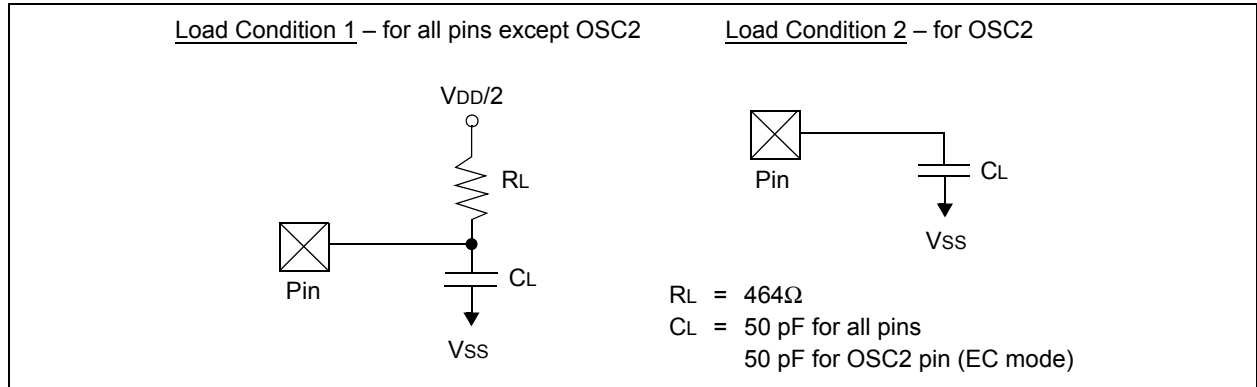 Load Condition 1 – for all pins except OSC2
Load Condition 2 – for OSC2
VDD/2
RL
Pin
CL
VSS
Pin
CL
VSS
RL = 464Ω
CL = 50 pF for all pins
50 pF for OSC2 pin (EC mode)